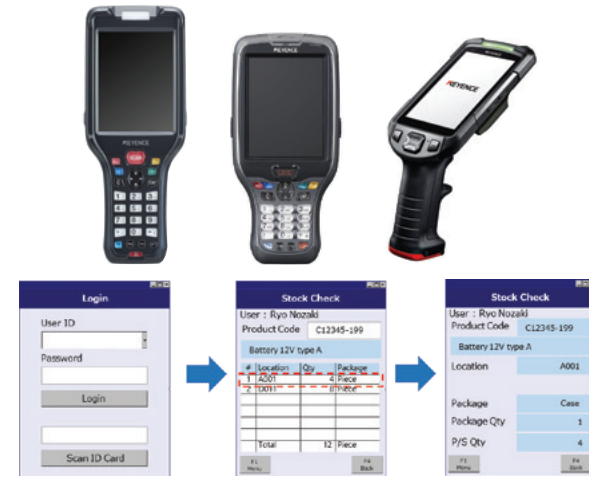 KEYENCE
KEYENCE
KEYENCE
KEYENCE
Login
User ID
Password
Login
Scan ID Card
Stock Check
User : Ryo Nozaki
Product Code C12345-199
Battery 12V type A
# Location Qty Package
1 A001 4 Piece
2 8 Piece
Total 12 Piece
F1 F4
Menu Back
Stock Check
User : Ryo Nozaki
Product Code C12345-199
Battery 12V type A
Location A001
Package Case
Package Qty 1
P/S Qty 4
F1 F4
Menu Back